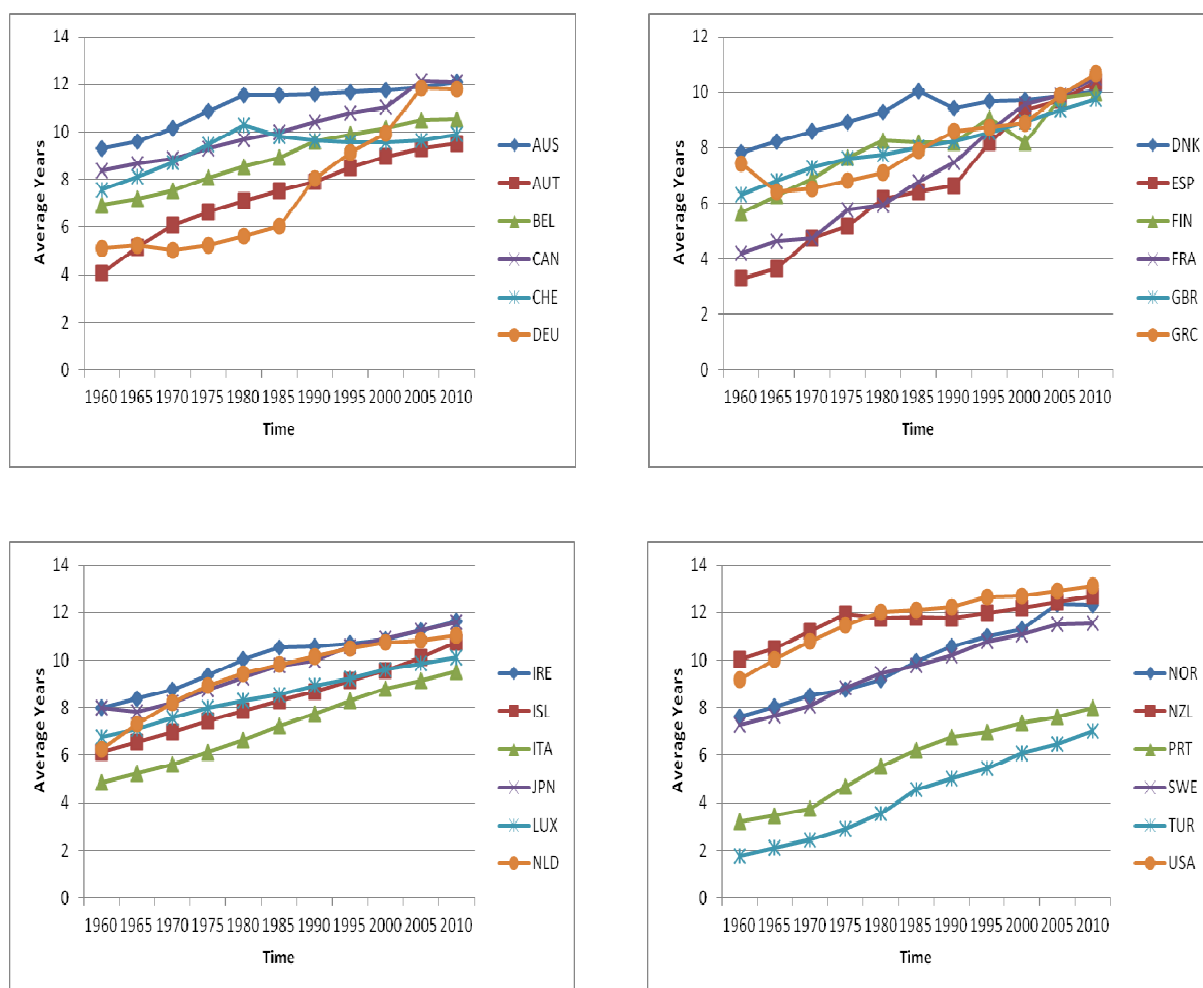 14
12
10
8
6
4
2
0
Average Years
1960 1965 1970 1975 1980 1985 1990 1995 2000 2005 2010
Time
AUS
AUT
BEL
CAN
CHE
DEU
12
10
8
6
4
2
0
Average Years
1960 1965 1970 1975 1980 1985 1990 1995 2000 2005 2010
Time
DNK
ESP
FIN
FRA
GBR
GRC
14
12
10
8
6
4
2
0
Average Years
1960 1965 1970 1975 1980 1985 1990 1995 2000 2005 2010
Time
IRE
ISL
ITA
JPN
LUX
NLD
14
12
10
8
6
4
2
0
Average Years
1960 1965 1970 1975 1980 1985 1990 1995 2000 2005 2010
Time
NOR
NZL
PRT
SWE
TUR
USA